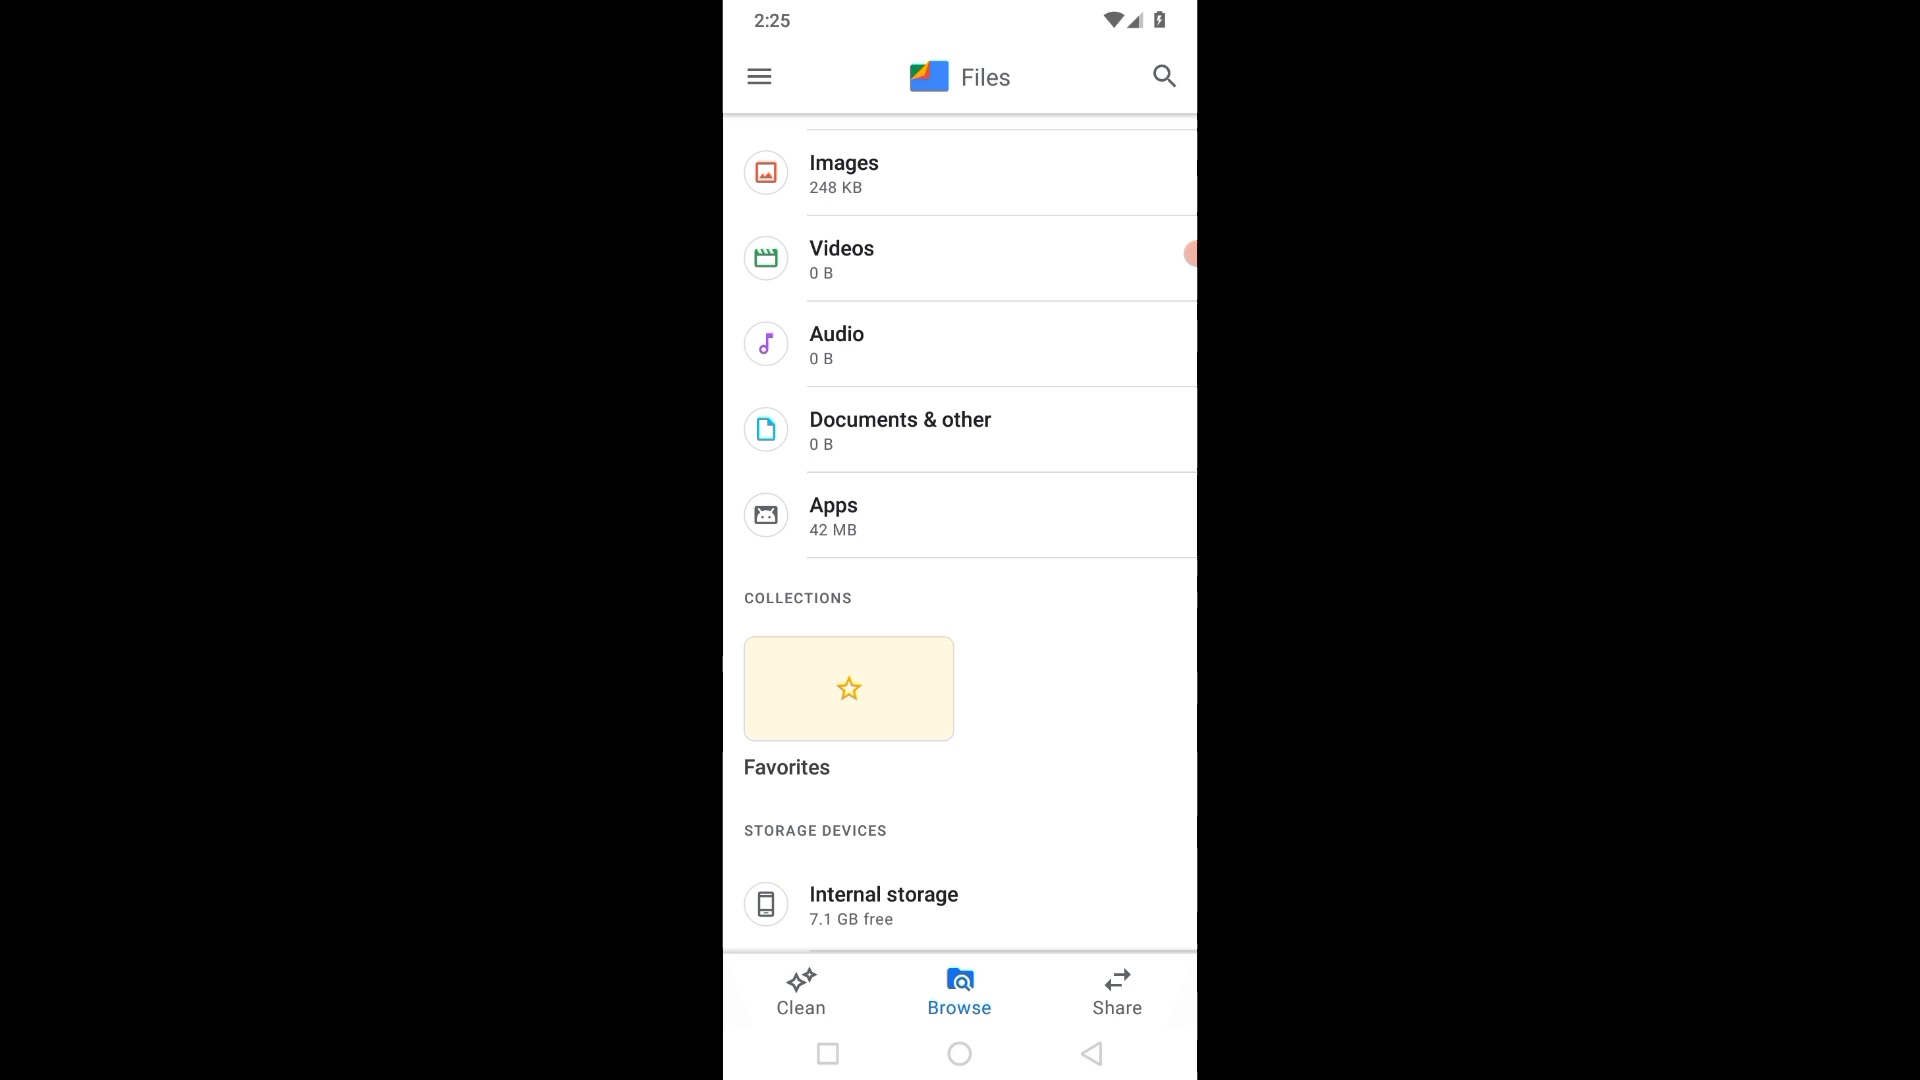 2:25
Files
Images
248 KB
Videos
0 B
Audio
0 B
Documents & other
0 B
Apps
42 MB
COLLECTIONS
Favorites
STORAGE DEVICES
Internal storage
7.1 GB free
Clean
Browse
Share